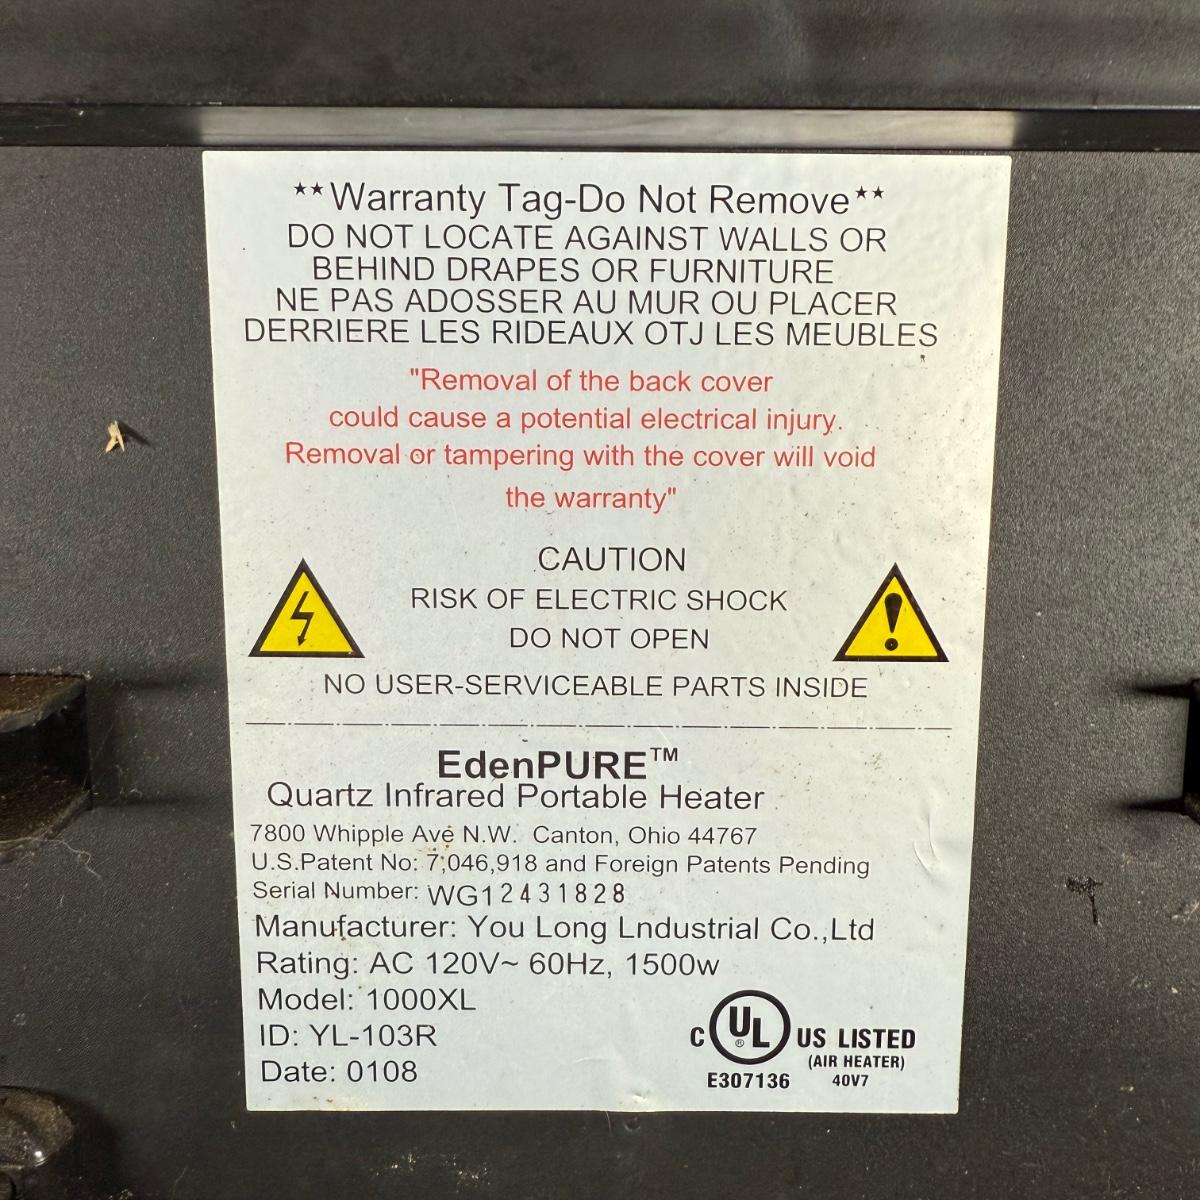 **Warranty Tag-Do Not Remove**
DO NOT LOCATE AGAINST WALLS OR
BEHIND DRAPES OR FURNITURE
NE PAS ADOSSER AU MUR OU PLACER
DERRIERE LES RIDEAUX OTJ LES MEUBLES
"Removal of the back cover
could cause a potential electrical injury.
Removal or tampering with the cover will void
the warranty"
CAUTION
RISK OF ELECTRIC SHOCK
DO NOT OPEN
NO USER-SERVICEABLE PARTS INSIDE
EdenPURE™
Quartz Infrared Portable Heater
7800 Whipple Ave N.W. Canton, Ohio 44767
U.S.Patent No: 7,046,918 and Foreign Patents Pending
Serial Number: WG12431828
Manufacturer: You Long Lndustrial Co.,Ltd
Rating: AC 120V~ 60Hz, 1500w
Model: 1000XL
ID: YL-103R
Date: 0108
C UL® US LISTED
(AIR HEATER)
E307136 40V7